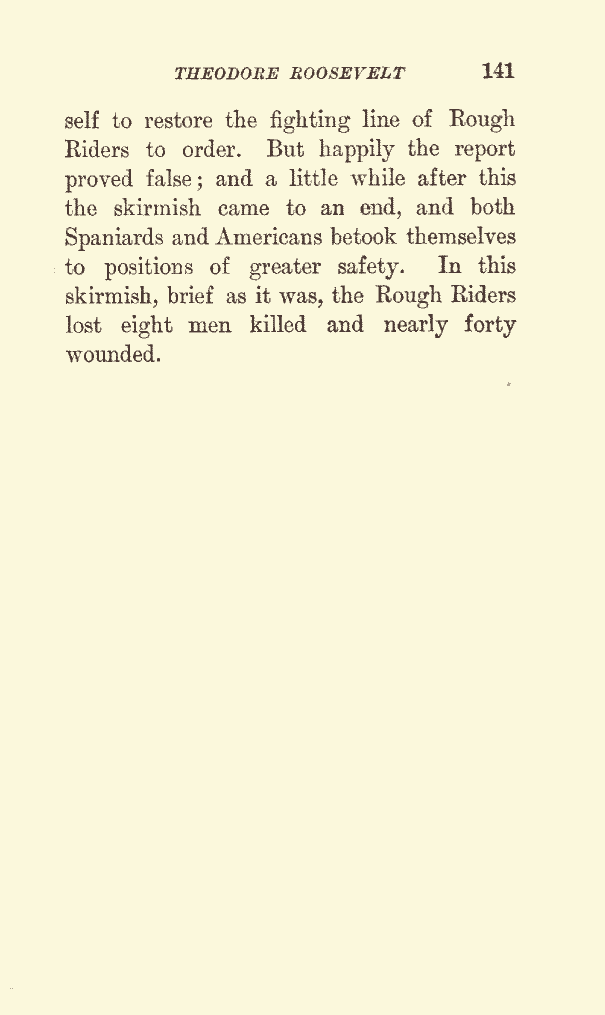 THEODORE ROOSEVELT 141
self to restore the fighting line of Rough
Riders to order. But happily the report
proved false; and a little while after this
the skirmish came to an end, and both
Spaniards and Americans betook themselves
to positions of greater safety. In this
skirmish, brief as it was, the Rough Riders
lost eight men killed and nearly forty
wounded.